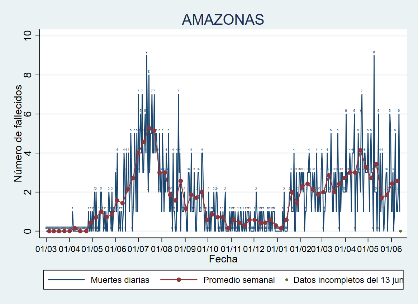 AMAZONAS
Número de fallecidos
10
8
6
4
2
0
01/03 01/04 01/05 01/06 01/07 01/08 01/09 01/10 01/11 01/12 01/01 01/02 01/03 01/04 01/05 01/06
Fecha
Muertes diarias Promedio semanal Datos incompletos del 13 jun